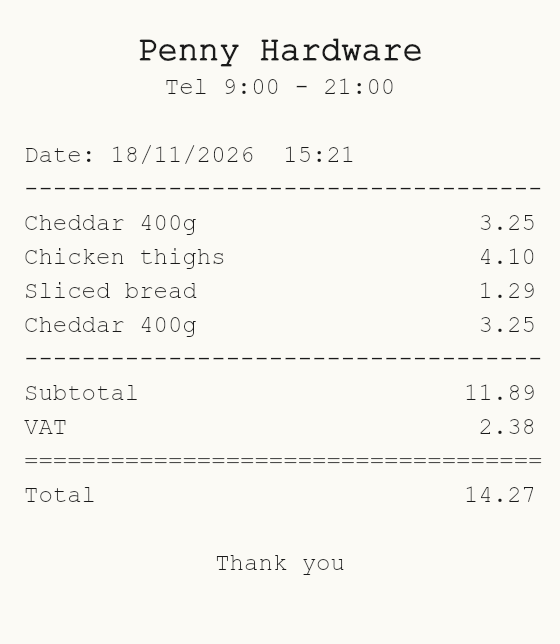 Penny Hardware
Tel 9:00 - 21:00
Date: 18/11/2026  15:21
------------------------------------
Cheddar 400g 3.25
Chicken thighs 4.10
Sliced bread 1.29
Cheddar 400g 3.25
------------------------------------
Subtotal 11.89
VAT 2.38
====================================
Total 14.27
Thank you